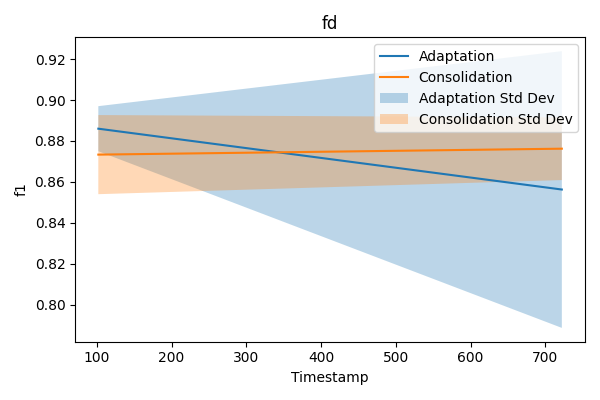 fd
Adaptation
Consolidation
Adaptation Std Dev
Consolidation Std Dev
0.92
0.90
0.88
0.86
0.84
0.82
0.80
f1
100 200 300 400 500 600 700
Timestamp